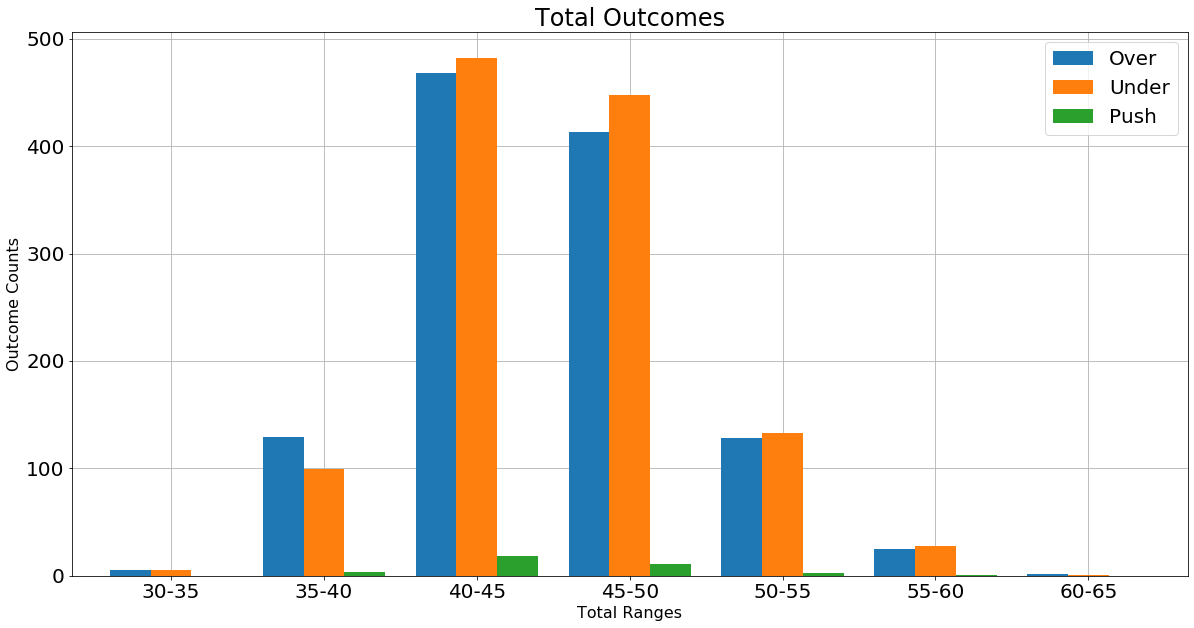 Total Outcomes
Over
Under
Push
Outcome Counts
500
400
300
200
100
0
30-35 35-40 40-45 45-50 50-55 55-60 60-65
Total Ranges